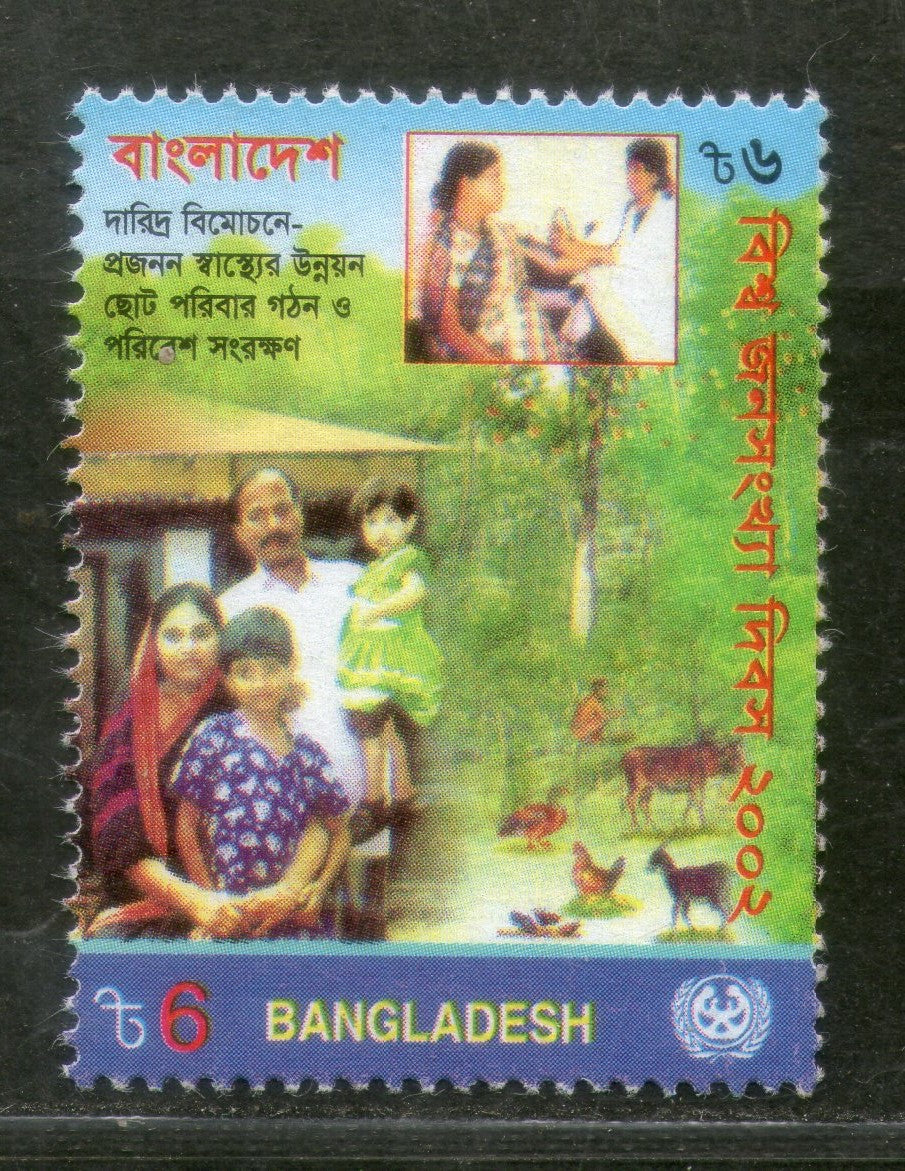 বাংলাদেশ
৳৬
দারিদ্র বিমোচনে-
প্রজনন স্বাস্থ্যের উন্নয়ন
ছোট পরিবার গঠন ও
পরিবেশ সংরক্ষণ
বিশ্ব জনসংখ্যা দিবস ২০০২
৳6
BANGLADESH